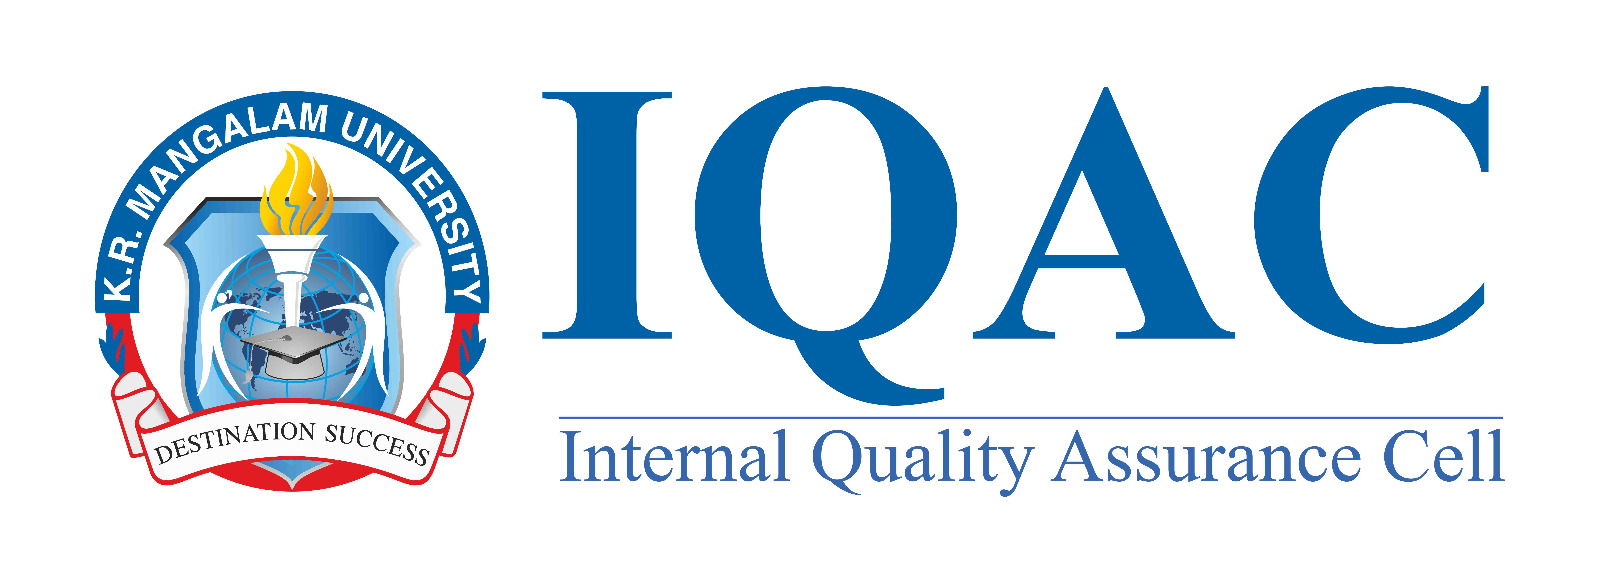 K.R. MANGALAM UNIVERSITY
DESTINATION SUCCESS
IQAC
Internal Quality Assurance Cell